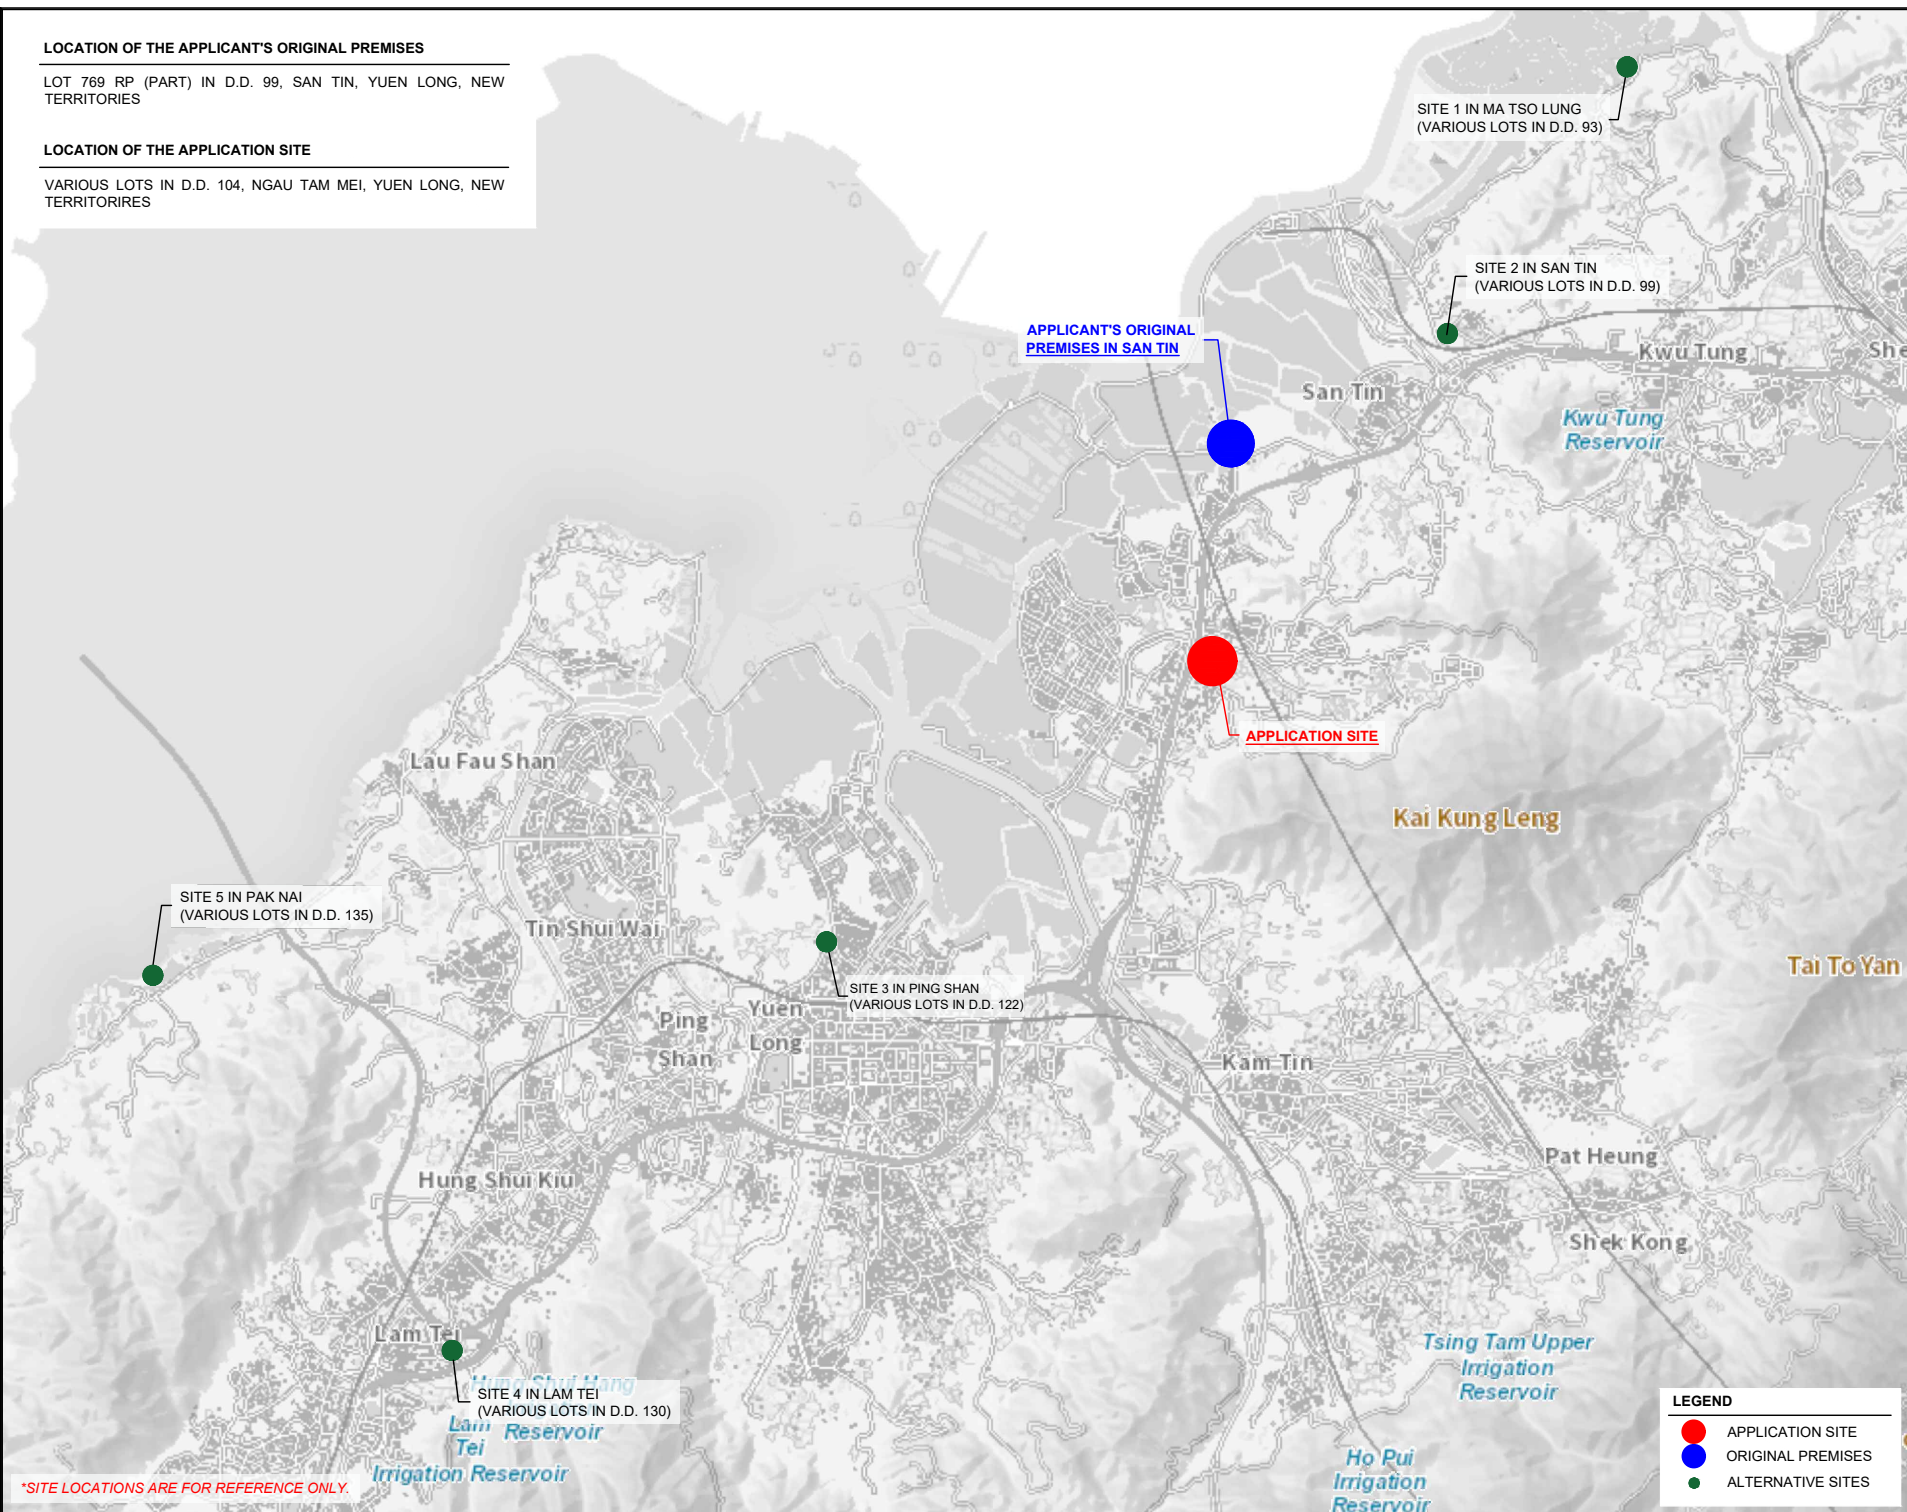 LOCATION OF THE APPLICANT'S ORIGINAL PREMISES
LOT 769 RP (PART) IN D.D. 99, SAN TIN, YUEN LONG, NEW
TERRITORIES
LOCATION OF THE APPLICATION SITE
VARIOUS LOTS IN D.D. 104, NGAU TAM MEI, YUEN LONG, NEW
TERRITORIRES
SITE 1 IN MA TSO LUNG
(VARIOUS LOTS IN D.D. 93)
SITE 2 IN SAN TIN
(VARIOUS LOTS IN D.D. 99)
APPLICANT'S ORIGINAL
PREMISES IN SAN TIN
Kwu Tung
She
San Tin
Kwu Tung
Reservoir
APPLICATION SITE
Lau Fau Shan
Kai Kung Leng
SITE 5 IN PAK NAI
(VARIOUS LOTS IN D.D. 135)
Tin Shui Wai
Tai To Yan
SITE 3 IN PING SHAN
(VARIOUS LOTS IN D.D. 122)
Yuen
Long
Ping
Shan
Kam Tin
Pat Heung
Hung Shui Kiu
Shek Kong
Lam Tei
Tsing Tam Upper
Irrigation
Reservoir
Hung Shui Hang
Reservoir
SITE 4 IN LAM TEI
(VARIOUS LOTS IN D.D. 130)
Lam
Tei
Irrigation Reservoir
Ho Pui
Irrigation
Reservoir
LEGEND
APPLICATION SITE
ORIGINAL PREMISES
ALTERNATIVE SITES
*SITE LOCATIONS ARE FOR REFERENCE ONLY.